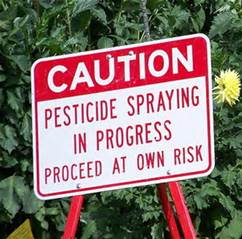 CAUTION
PESTICIDE SPRAYING
IN PROGRESS
PROCEED AT OWN RISK